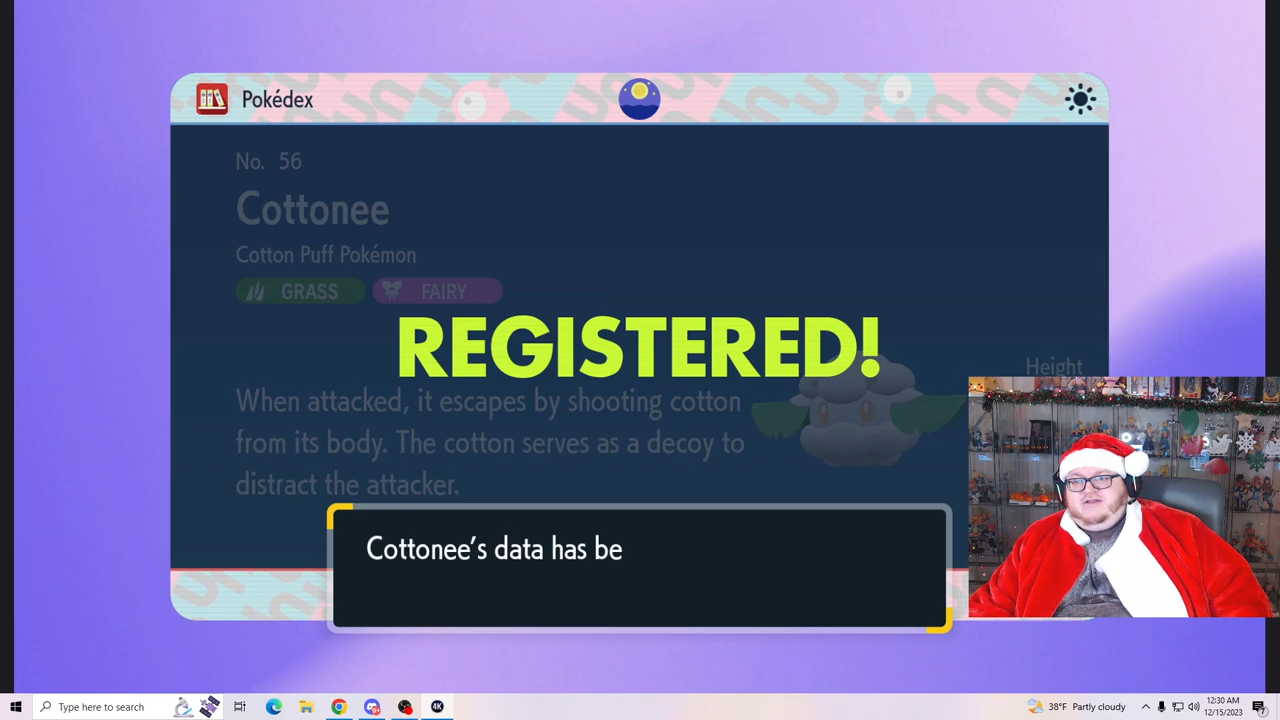 Pokédex
No. 56
Cottonee
Cotton Puff Pokémon
GRASS FAIRY
REGISTERED!
Height
When attacked, it escapes by shooting cotton
from its body. The cotton serves as a decoy to
distract the attacker.
Cottonee's data has be
Type here to search
4K
38°F Partly cloudy
12:30 AM
12/15/2023
7